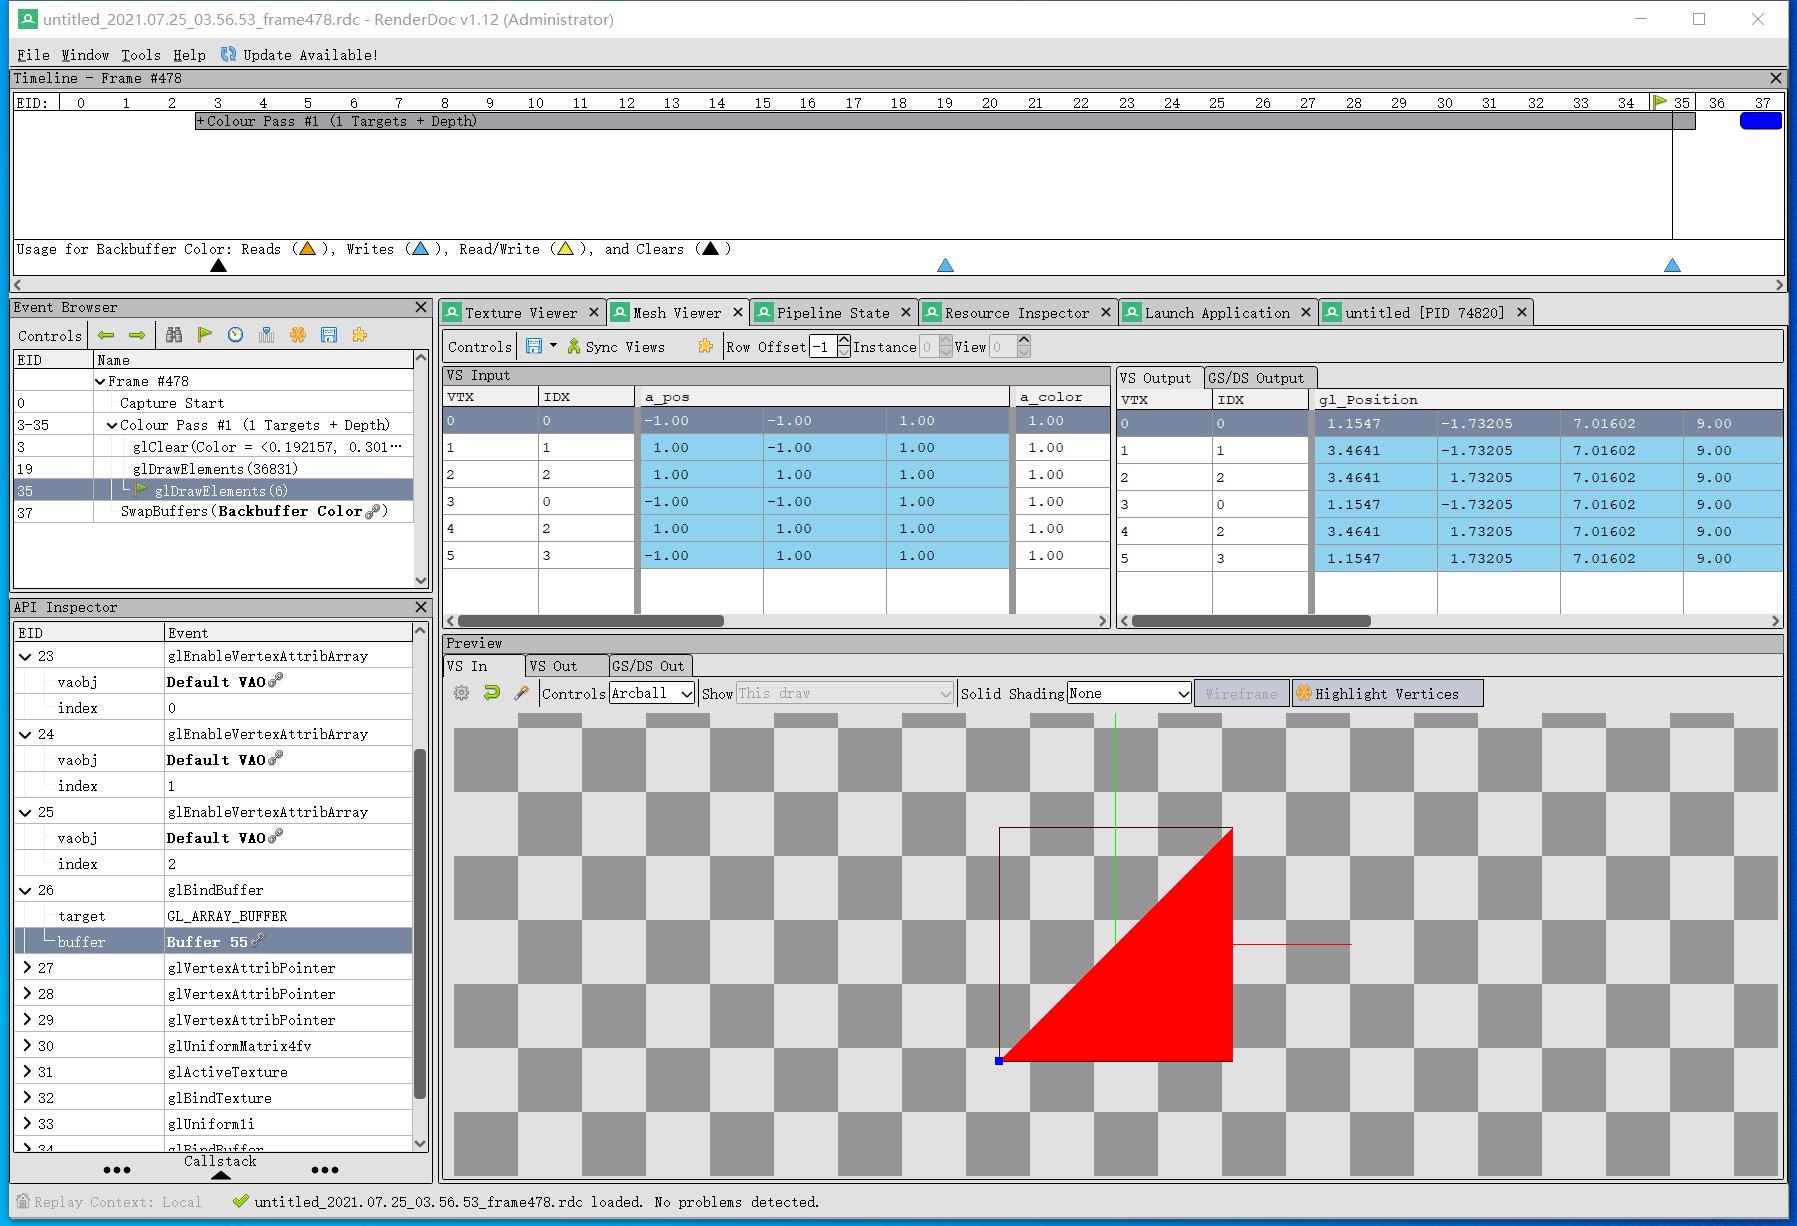 untitled_2021.07.25_03.56.53_frame478.rdc - RenderDoc v1.12 (Administrator)
File Window Tools Help Update Available!
Timeline - Frame #478
EID: 0 1 2 3 4 5 6 7 8 9 10 11 12 13 14 15 16 17 18 19 20 21 22 23 24 25 26 27 28 29 30 31 32 33 34 35 36 37
+Colour Pass #1 (1 Targets + Depth)
Usage for Backbuffer Color: Reads ( ), Writes ( ), Read/Write ( ), and Clears ( )
Event Browser
Controls
EID Name
Frame #478
0 Capture Start
3-35 Colour Pass #1 (1 Targets + Depth)
3 glClear(Color = <0.192157, 0.301···
19 glDrawElements(36831)
35 glDrawElements(6)
37 SwapBuffers(Backbuffer Color )
API Inspector
EID Event
23 glEnableVertexAttribArray
vaobj Default VAO
index 0
24 glEnableVertexAttribArray
vaobj Default VAO
index 1
25 glEnableVertexAttribArray
vaobj Default VAO
index 2
26 glBindBuffer
target GL_ARRAY_BUFFER
buffer Buffer 55
27 glVertexAttribPointer
28 glVertexAttribPointer
29 glVertexAttribPointer
30 glUniformMatrix4fv
31 glActiveTexture
32 glBindTexture
33 glUniform1i
34 glBindBuffer
Callstack
Texture Viewer Mesh Viewer Pipeline State Resource Inspector Launch Application untitled [PID 74820]
Controls Sync Views Row Offset -1 Instance 0 View 0
VS Input
VTX IDX a_pos a_color
0 0 -1.00 -1.00 1.00 1.00
1 1 1.00 -1.00 1.00 1.00
2 2 1.00 1.00 1.00 1.00
3 0 -1.00 -1.00 1.00 1.00
4 2 1.00 1.00 1.00 1.00
5 3 -1.00 1.00 1.00 1.00
VS Output GS/DS Output
VTX IDX gl_Position
0 0 1.1547 -1.73205 7.01602 9.00
1 1 3.4641 -1.73205 7.01602 9.00
2 2 3.4641 1.73205 7.01602 9.00
3 0 1.1547 -1.73205 7.01602 9.00
4 2 3.4641 1.73205 7.01602 9.00
5 3 1.1547 1.73205 7.01602 9.00
Preview
VS In VS Out GS/DS Out
Controls Arcball Show This draw Solid Shading None Wireframe Highlight Vertices
Replay Context: Local untitled_2021.07.25_03.56.53_frame478.rdc loaded. No problems detected.